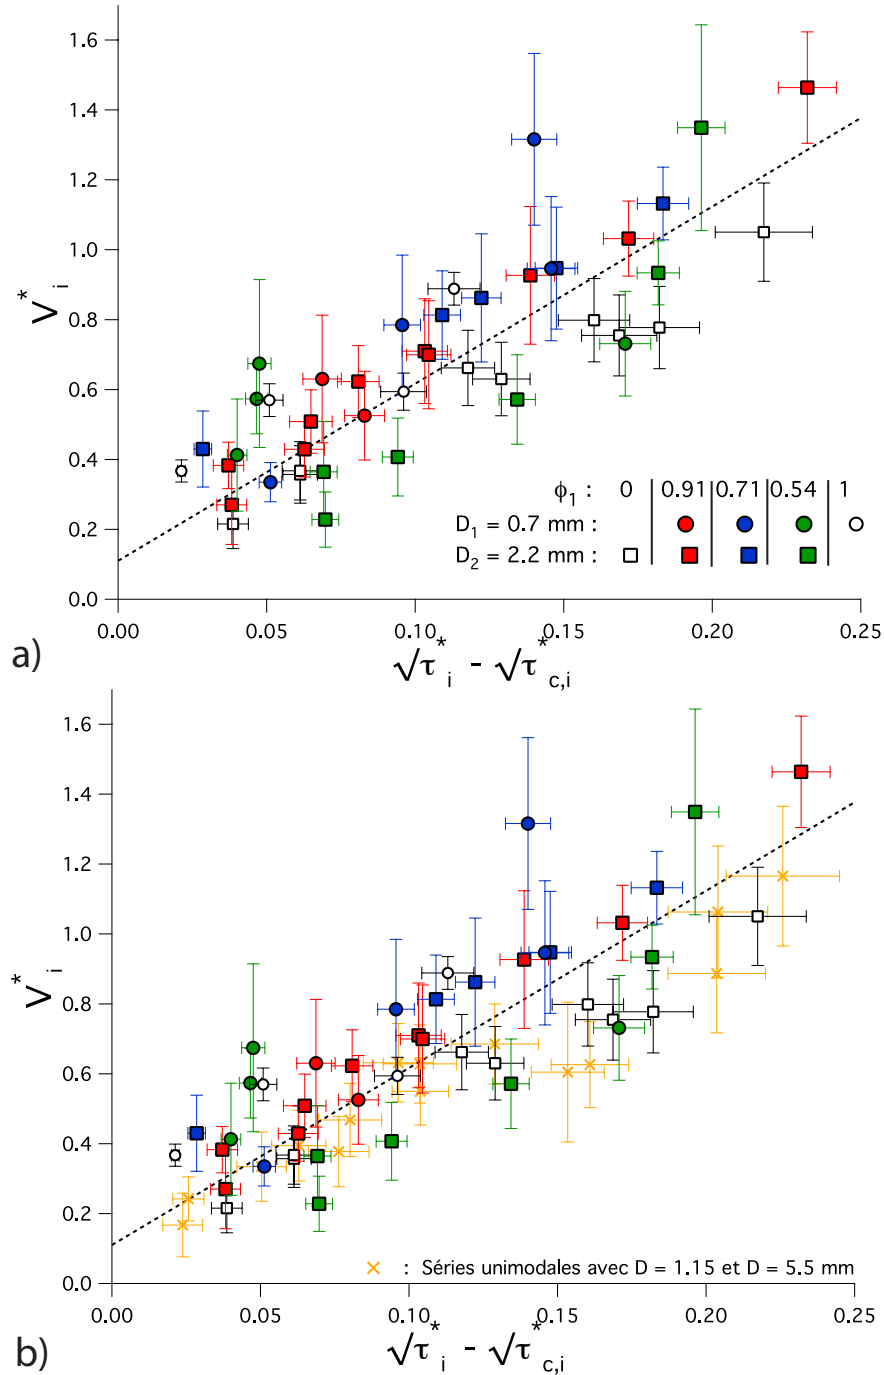 1.6
1.4
1.2
1.0
0.8
0.6
0.4
0.2
0.0
V*i
ϕ1 : 0 0.91 0.71 0.54 1
D1 = 0.7 mm :
D2 = 2.2 mm :
0.00 0.05 0.10 0.15 0.20 0.25
a)
√τ*i - √τ*c,i
1.6
1.4
1.2
1.0
0.8
0.6
0.4
0.2
0.0
V*i
× : Séries unimodales avec D = 1.15 et D = 5.5 mm
0.00 0.05 0.10 0.15 0.20 0.25
b)
√τ*i - √τ*c,i